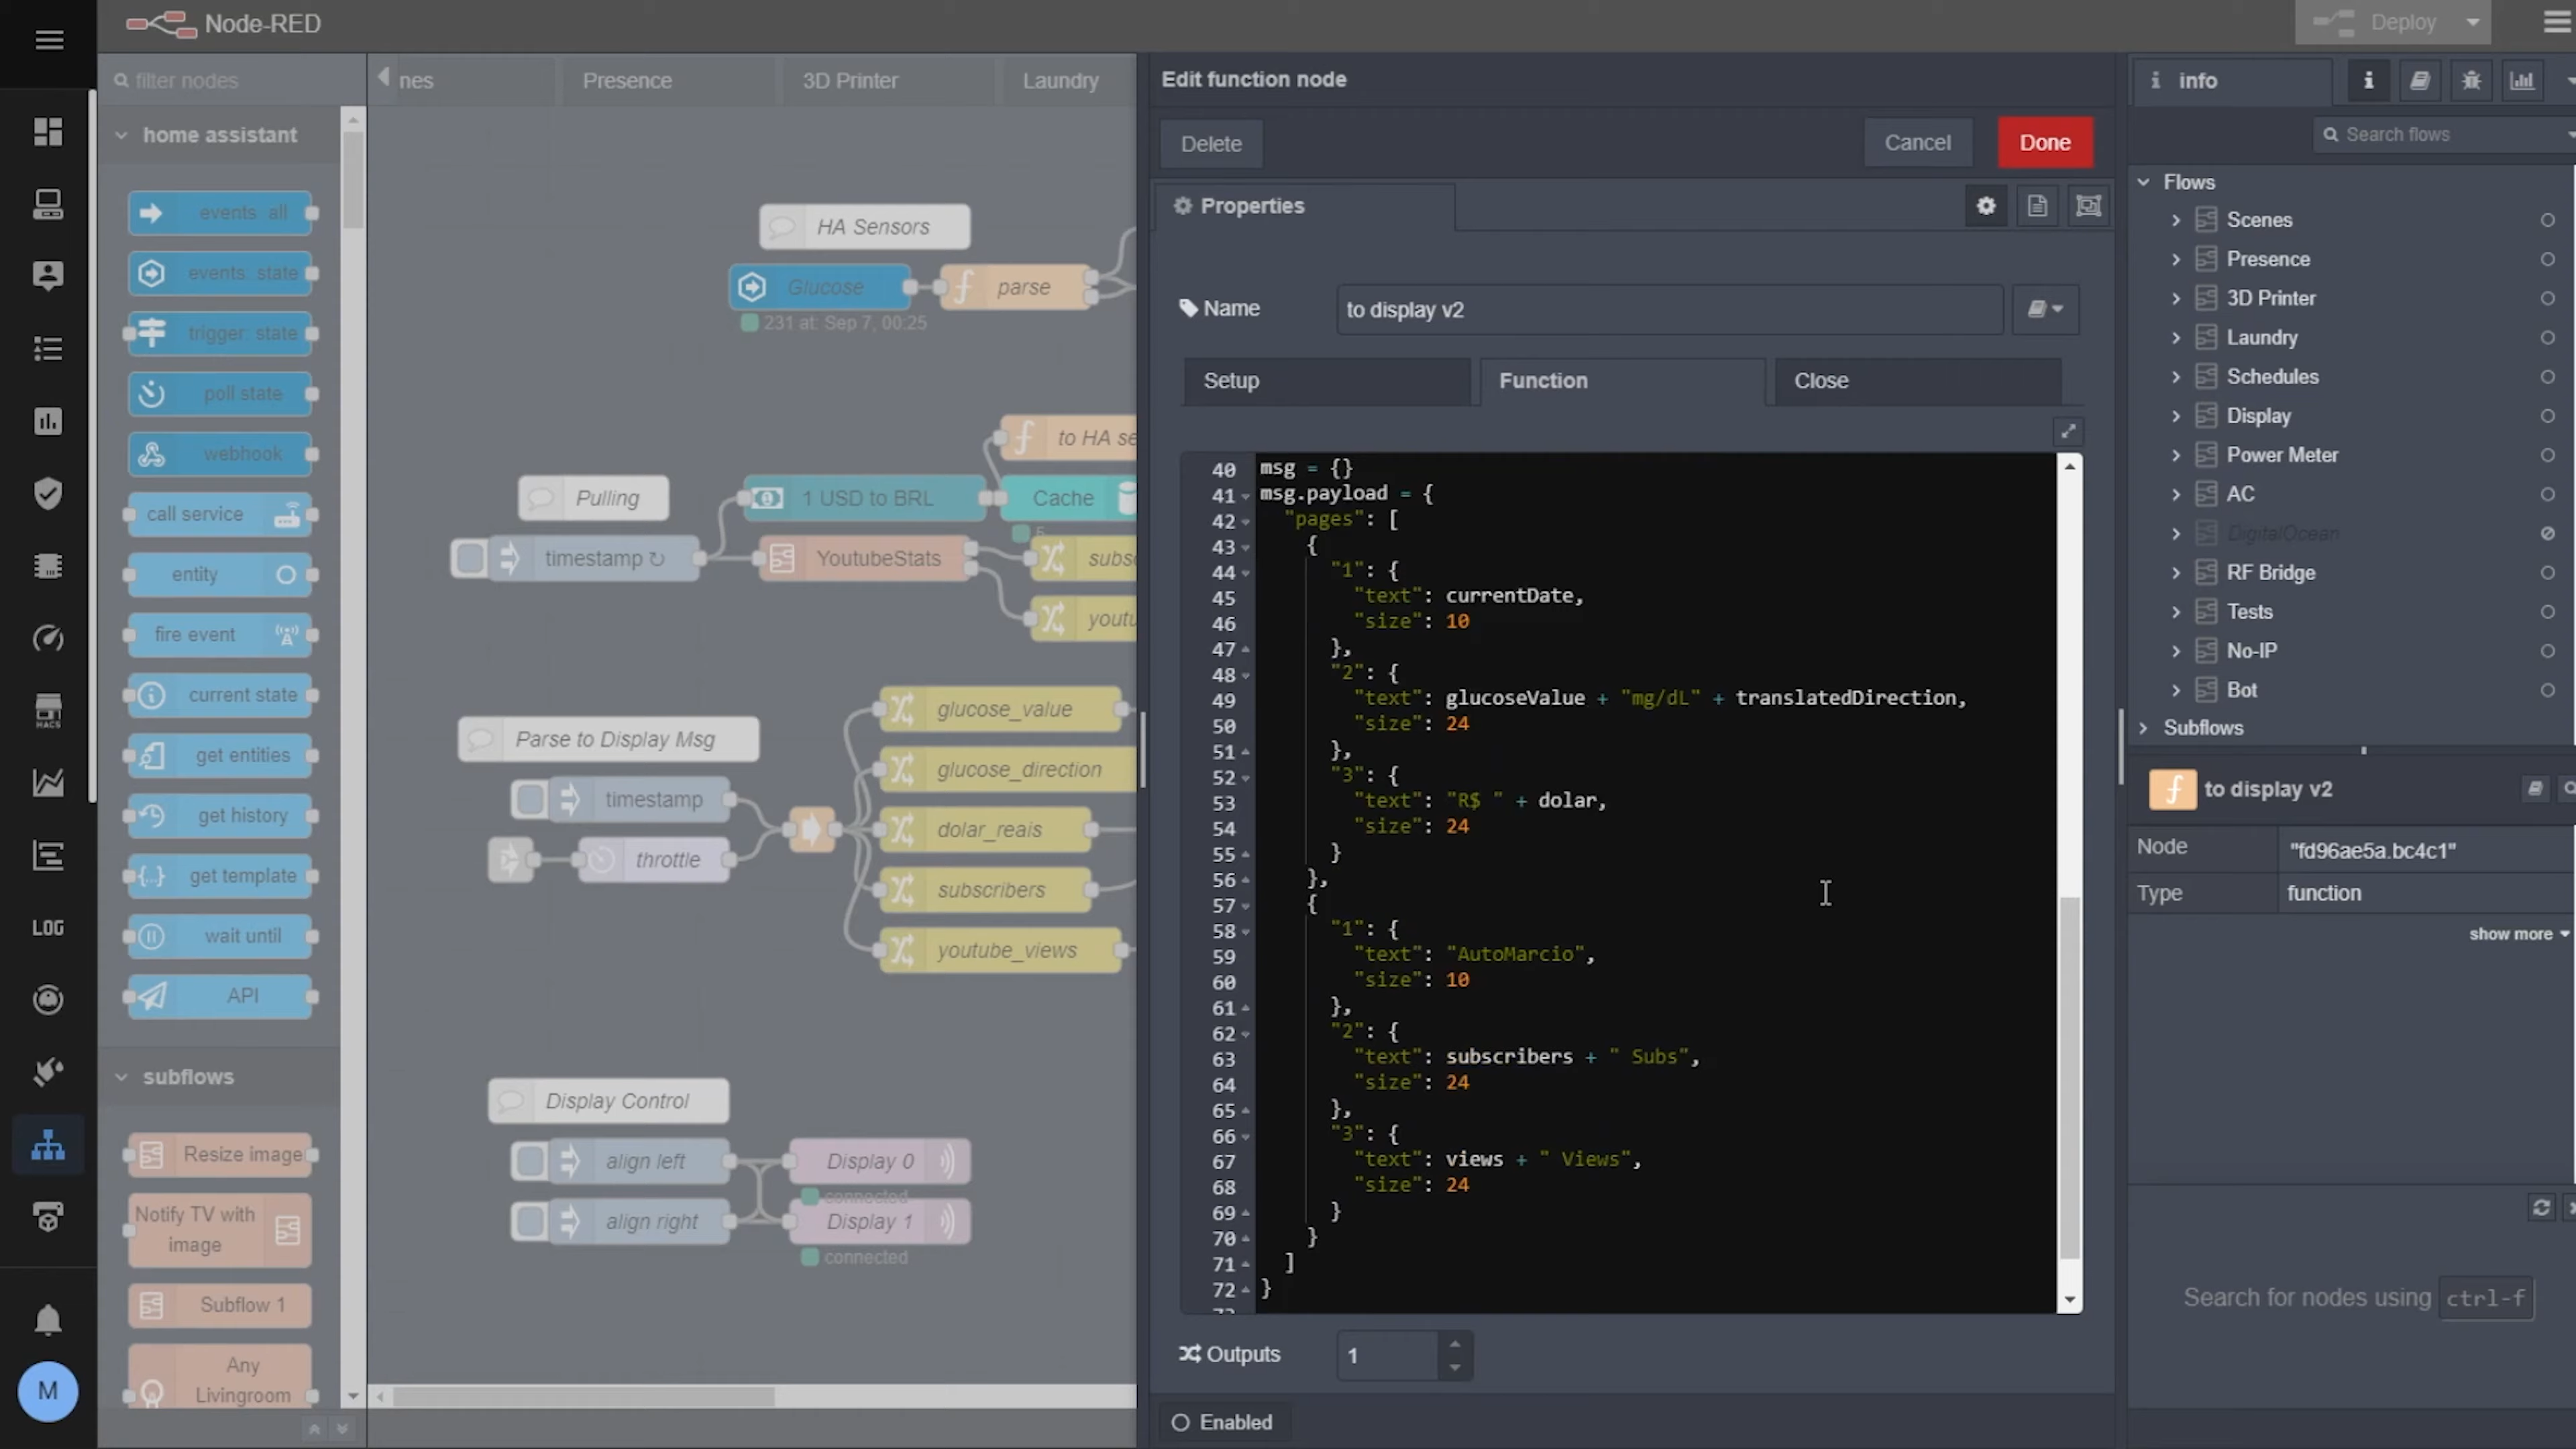 Node-RED
Deploy
filter nodes
nes
Presence
3D Printer
Laundry
Edit function node
info
Delete
Cancel
Done
Search flows
home assistant
events: all
events: state
trigger: state
poll state
webhook
call service
entity
fire event
current state
get entities
get history
get template
wait until
API
subflows
Resize image
Notify TV with
image
Subflow 1
Any
Livingroom
HACS
LOG
M
HA Sensors
Glucose
parse
231 at: Sep 7, 00:25
to HA se
Pulling
1 USD to BRL
Cache
5
timestamp ↻
YoutubeStats
subs
youtu
Parse to Display Msg
glucose_value
glucose_direction
timestamp
dolar_reais
throttle
subscribers
youtube_views
Display Control
align left
Display 0
connected
align right
Display 1
connected
Properties
Name
to display v2
Setup
Function
Close
40 msg = {}
41 msg.payload = {
42 "pages": [
43 {
44 "1": {
45 "text": currentDate,
46 "size": 10
47 },
48 "2": {
49 "text": glucoseValue + "mg/dL" + translatedDirection,
50 "size": 24
51 },
52 "3": {
53 "text": "R$ " + dolar,
54 "size": 24
55 }
56 },
57 {
58 "1": {
59 "text": "AutoMarcio",
60 "size": 10
61 },
62 "2": {
63 "text": subscribers + " Subs",
64 "size": 24
65 },
66 "3": {
67 "text": views + " Views",
68 "size": 24
69 }
70 }
71 ]
72 }
Outputs
1
Enabled
Flows
Scenes
Presence
3D Printer
Laundry
Schedules
Display
Power Meter
AC
DigitalOcean
RF Bridge
Tests
No-IP
Bot
Subflows
to display v2
Node
"fd96ae5a.bc4c1"
Type
function
show more
Search for nodes using ctrl-f